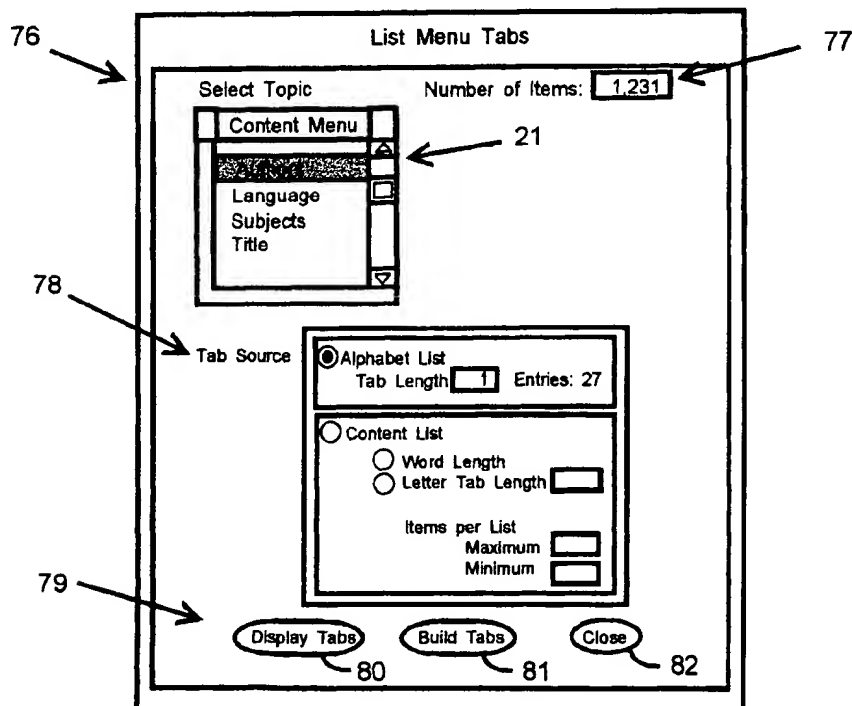 List Menu Tabs
76
77
Select Topic
Number of Items: 1,231
Content Menu
21
Language
Subjects
Title
78
Tab Source
Alphabet List
Tab Length 1 Entries: 27
Content List
Word Length
Letter Tab Length
Items per List
Maximum
Minimum
79
Display Tabs
Build Tabs
Close
80
81
82